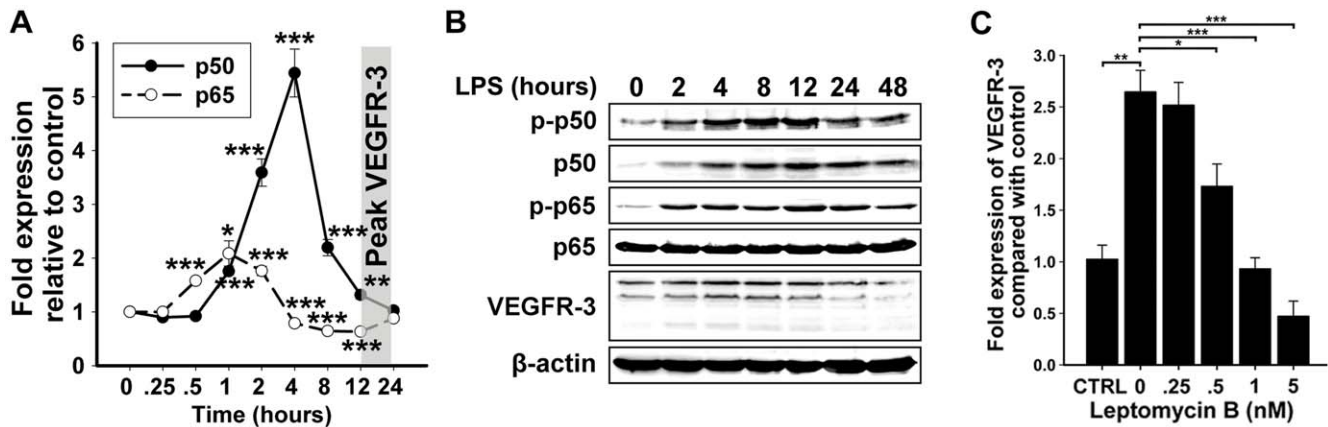 A
Fold expression
relative to control
6
5
4
3
2
1
0
p50
p65
***
***
***
*
***
***
***
**
***
***
***
Peak VEGFR-3
0 .25 .5 1 2 4 8 12 24
Time (hours)
B
LPS (hours) 0 2 4 8 12 24 48
p-p50
p50
p-p65
p65
VEGFR-3
β-actin
C
***
***
*
**
Fold expression of VEGFR-3
compared with control
3.0
2.5
2.0
1.5
1.0
0.5
0.0
CTRL 0 .25 .5 1 5
Leptomycin B (nM)